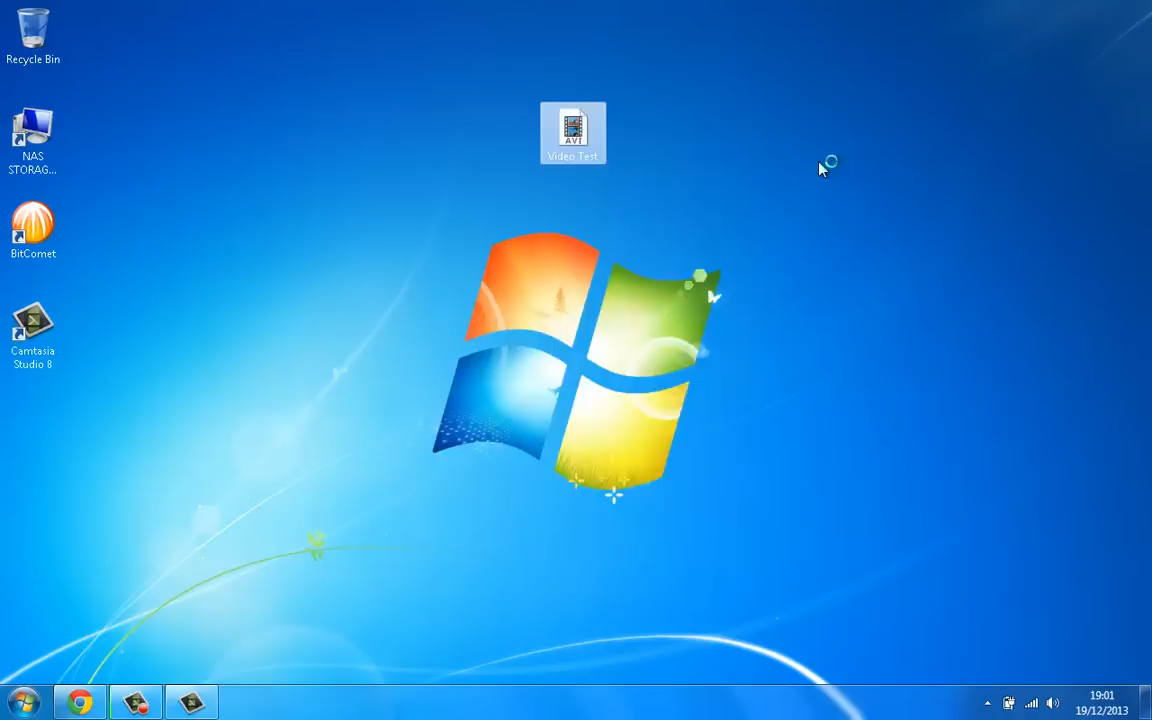 Recycle Bin
NAS
STORAG...
BitComet
Camtasia
Studio 8
AVI
Video Test
19:01
19/12/2013